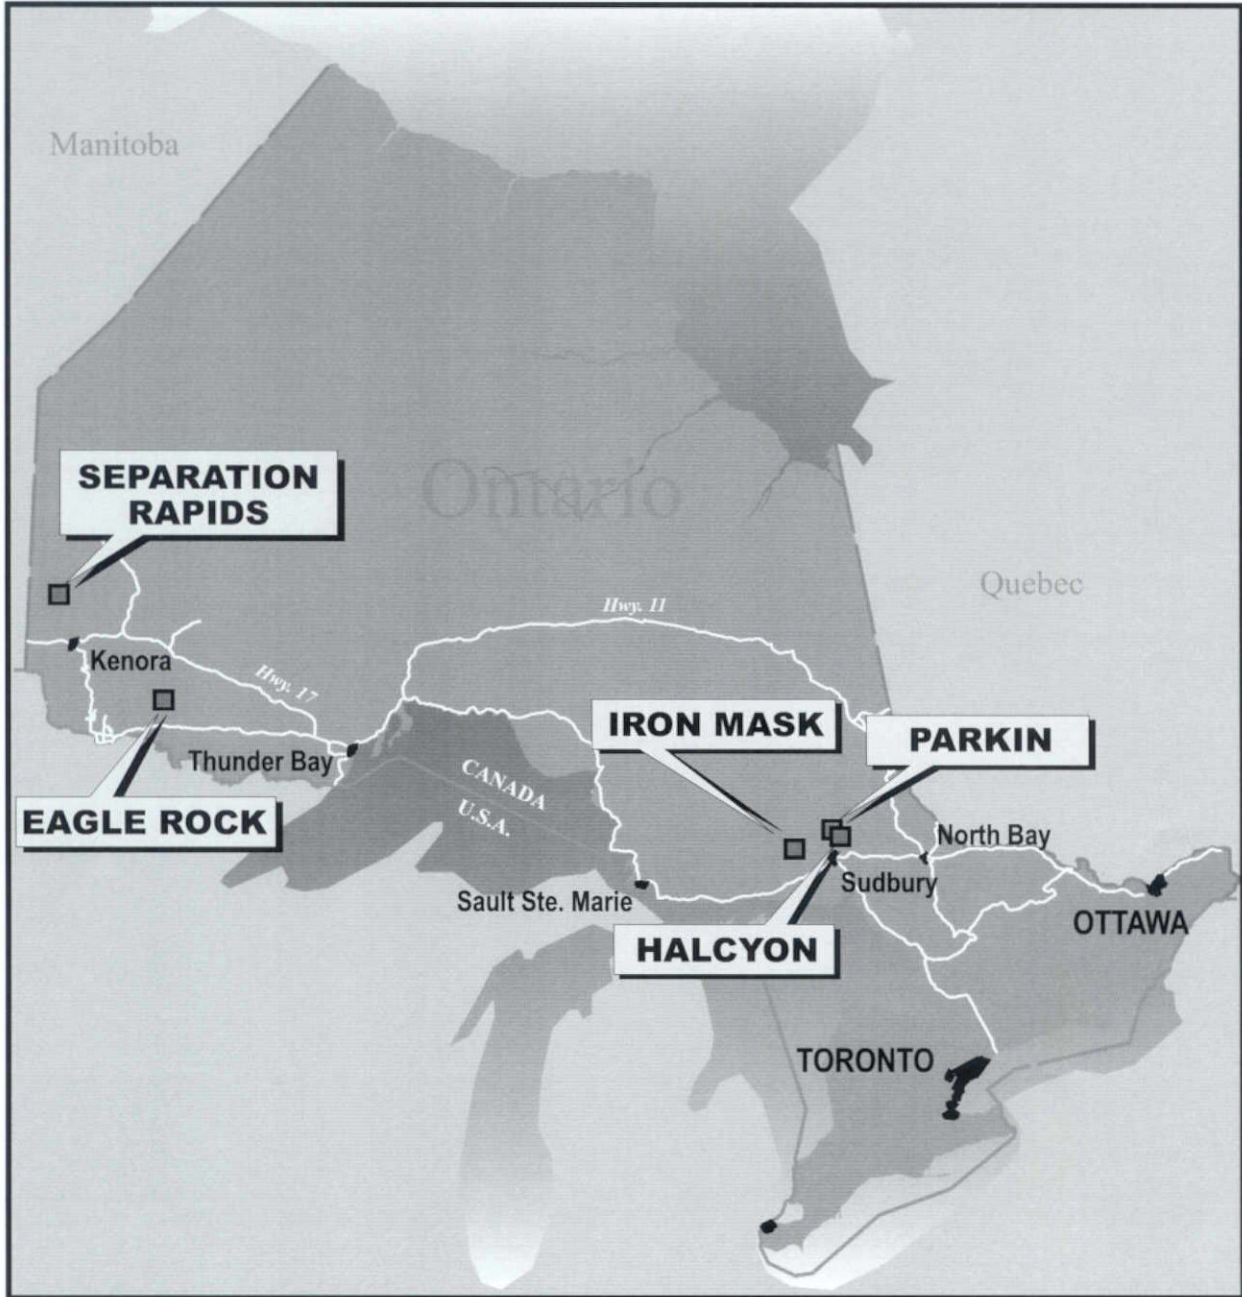 Manitoba
SEPARATION
RAPIDS
Ontario
Quebec
Hwy. 11
Kenora
Hwy. 17
IRON MASK
PARKIN
Thunder Bay
CANADA
U.S.A.
EAGLE ROCK
North Bay
Sudbury
Sault Ste. Marie
OTTAWA
HALCYON
TORONTO